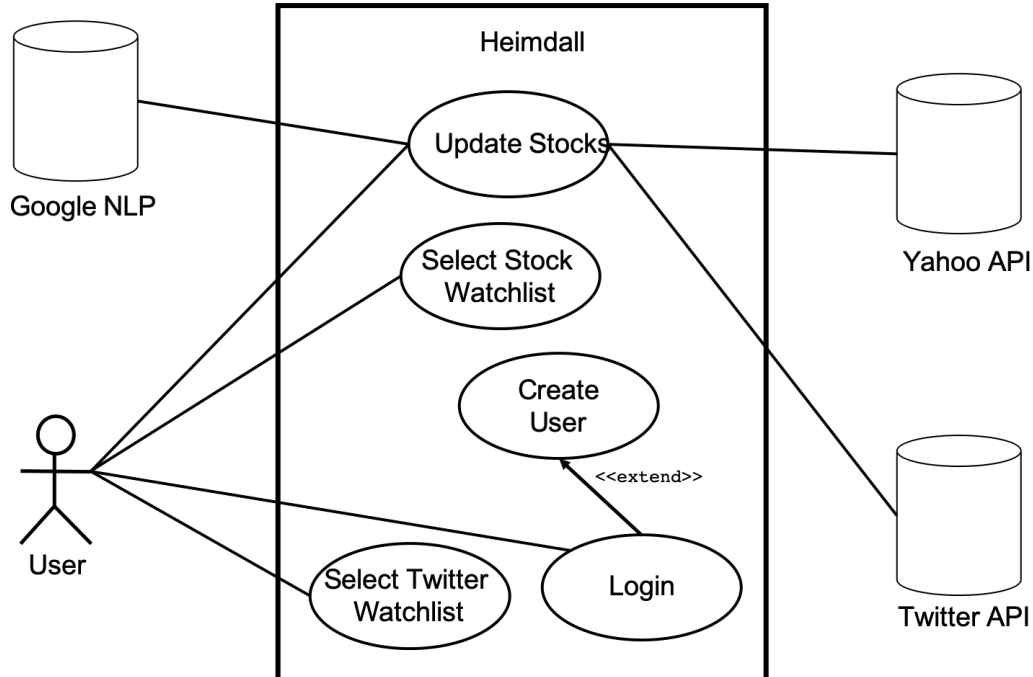 Heimdall
Update Stocks
Google NLP
Select Stock
Watchlist
Yahoo API
Create
User
<<extend>>
User
Select Twitter
Watchlist
Login
Twitter API